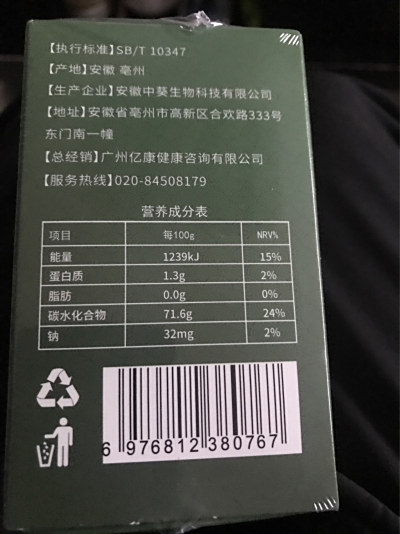 【执行标准】SB/T 10347
【产地】安徽 亳州
【生产企业】安徽中葵生物科技有限公司
【地址】安徽省亳州市高新区合欢路333号
东门南一幢
【总经销】广州亿康健康咨询有限公司
【服务热线】020-84508179
营养成分表
项目 每100g NRV%
能量 1239kJ 15%
蛋白质 1.3g 2%
脂肪 0.0g 0%
碳水化合物 71.6g 24%
钠 32mg 2%
6 976812 380767